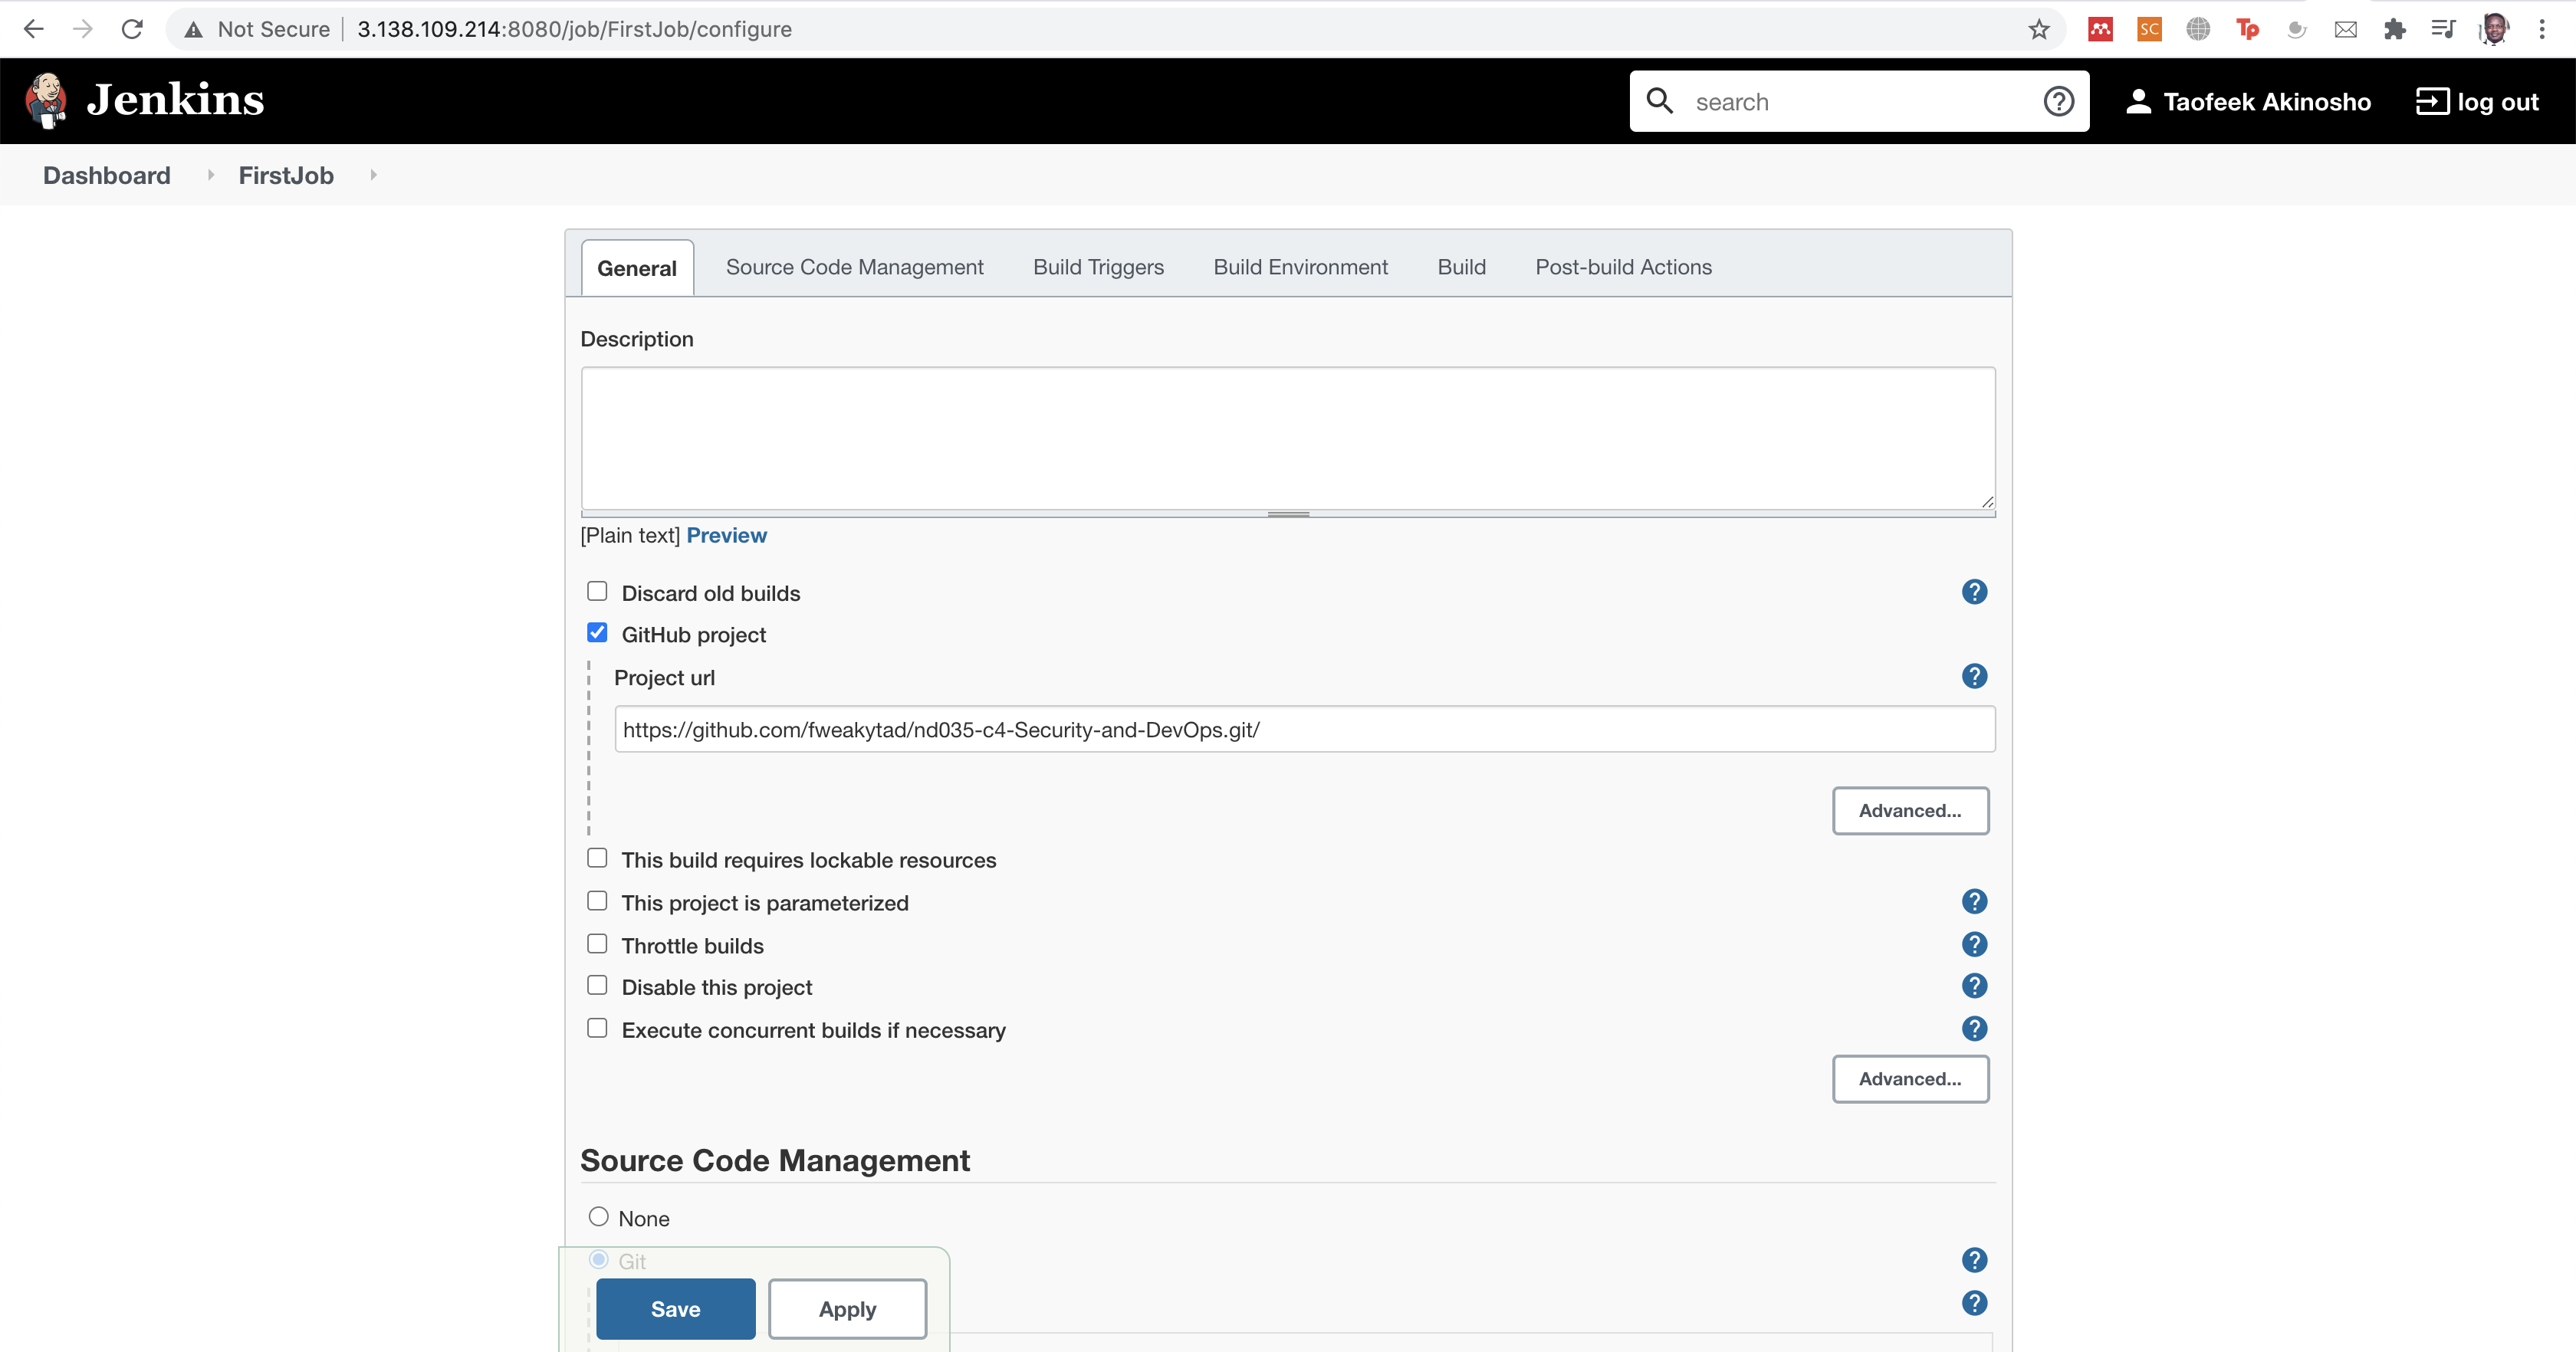 Not Secure 3.138.109.214:8080/job/FirstJob/configure SC Tp
Jenkins search Taofeek Akinosho log out
Dashboard FirstJob
General Source Code Management Build Triggers Build Environment Build Post-build Actions
Description
[Plain text] Preview
Discard old builds
GitHub project
Project url
https://github.com/fweakytad/nd035-c4-Security-and-DevOps.git/
Advanced...
This build requires lockable resources
This project is parameterized
Throttle builds
Disable this project
Execute concurrent builds if necessary
Advanced...
Source Code Management
None
Git
Save Apply